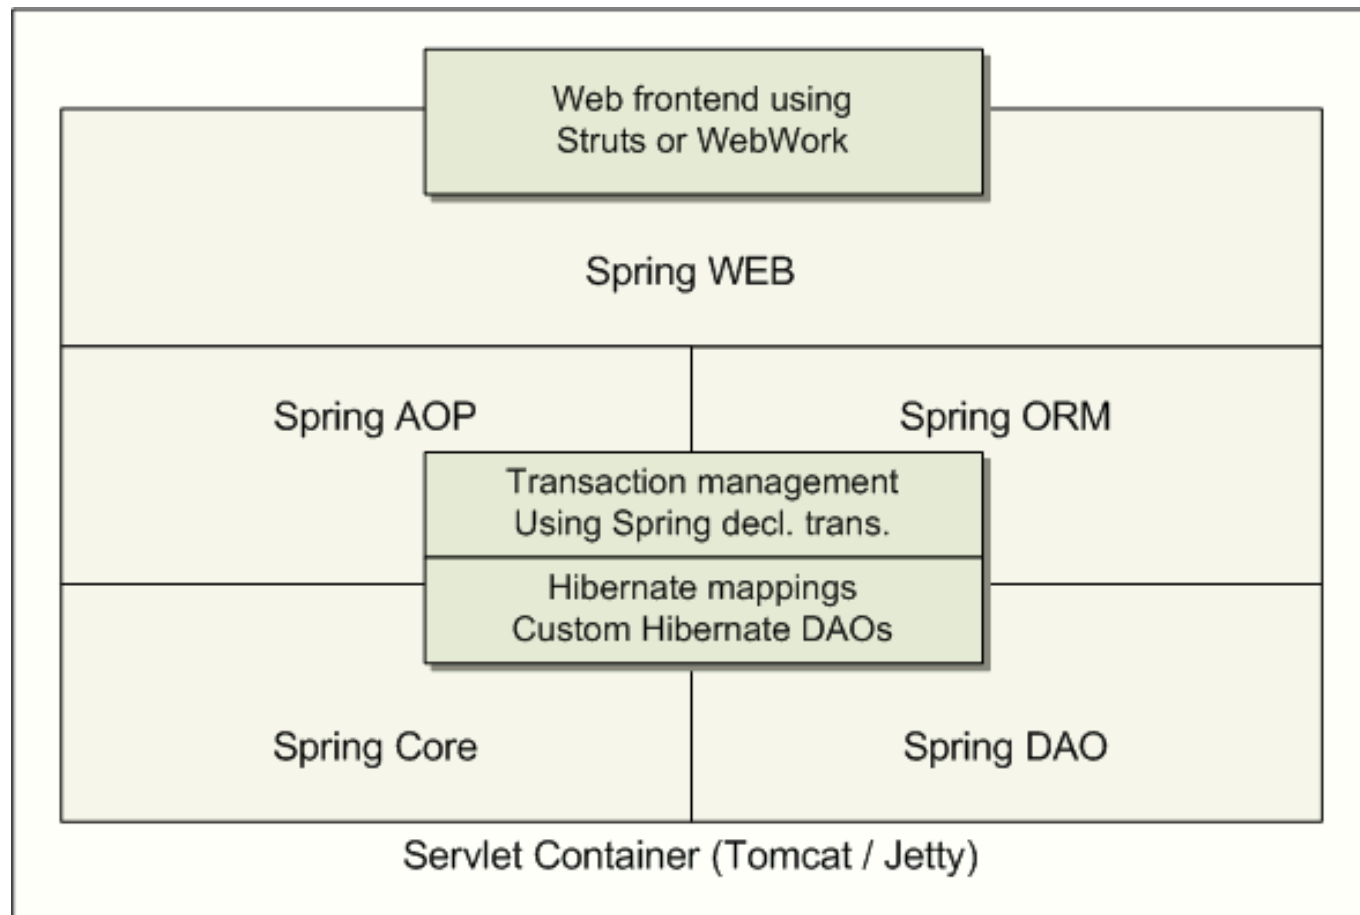 Web frontend using
Struts or WebWork
Spring WEB
Spring AOP
Spring ORM
Transaction management
Using Spring decl. trans.
Hibernate mappings
Custom Hibernate DAOs
Spring Core
Spring DAO
Servlet Container (Tomcat / Jetty)